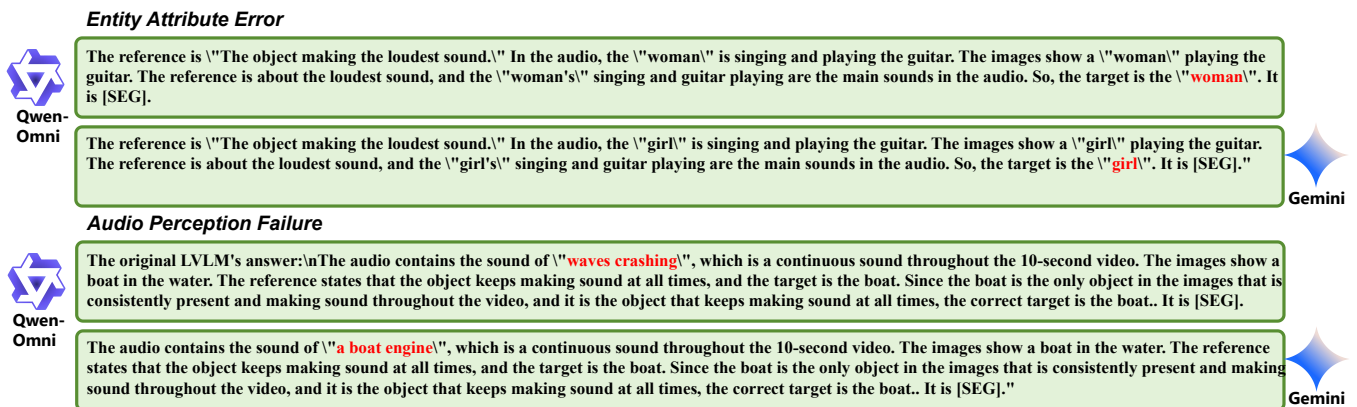 Entity Attribute Error
The reference is \"The object making the loudest sound.\" In the audio, the \"woman\" is singing and playing the guitar. The images show a \"woman\" playing the
guitar. The reference is about the loudest sound, and the \"woman's\" singing and guitar playing are the main sounds in the audio. So, the target is the \"woman\". It
is [SEG].
Qwen-
Omni
The reference is \"The object making the loudest sound.\" In the audio, the \"girl\" is singing and playing the guitar. The images show a \"girl\" playing the guitar.
The reference is about the loudest sound, and the \"girl's\" singing and guitar playing are the main sounds in the audio. So, the target is the \"girl\". It is [SEG]."
Gemini
Audio Perception Failure
The original LVLM's answer:\nThe audio contains the sound of \"waves crashing\", which is a continuous sound throughout the 10-second video. The images show a
boat in the water. The reference states that the object keeps making sound at all times, and the target is the boat. Since the boat is the only object in the images that is
consistently present and making sound throughout the video, and it is the object that keeps making sound at all times, the correct target is the boat.. It is [SEG].
Qwen-
Omni
The audio contains the sound of \"a boat engine\", which is a continuous sound throughout the 10-second video. The images show a boat in the water. The reference
states that the object keeps making sound at all times, and the target is the boat. Since the boat is the only object in the images that is consistently present and making
sound throughout the video, and it is the object that keeps making sound at all times, the correct target is the boat.. It is [SEG]."
Gemini